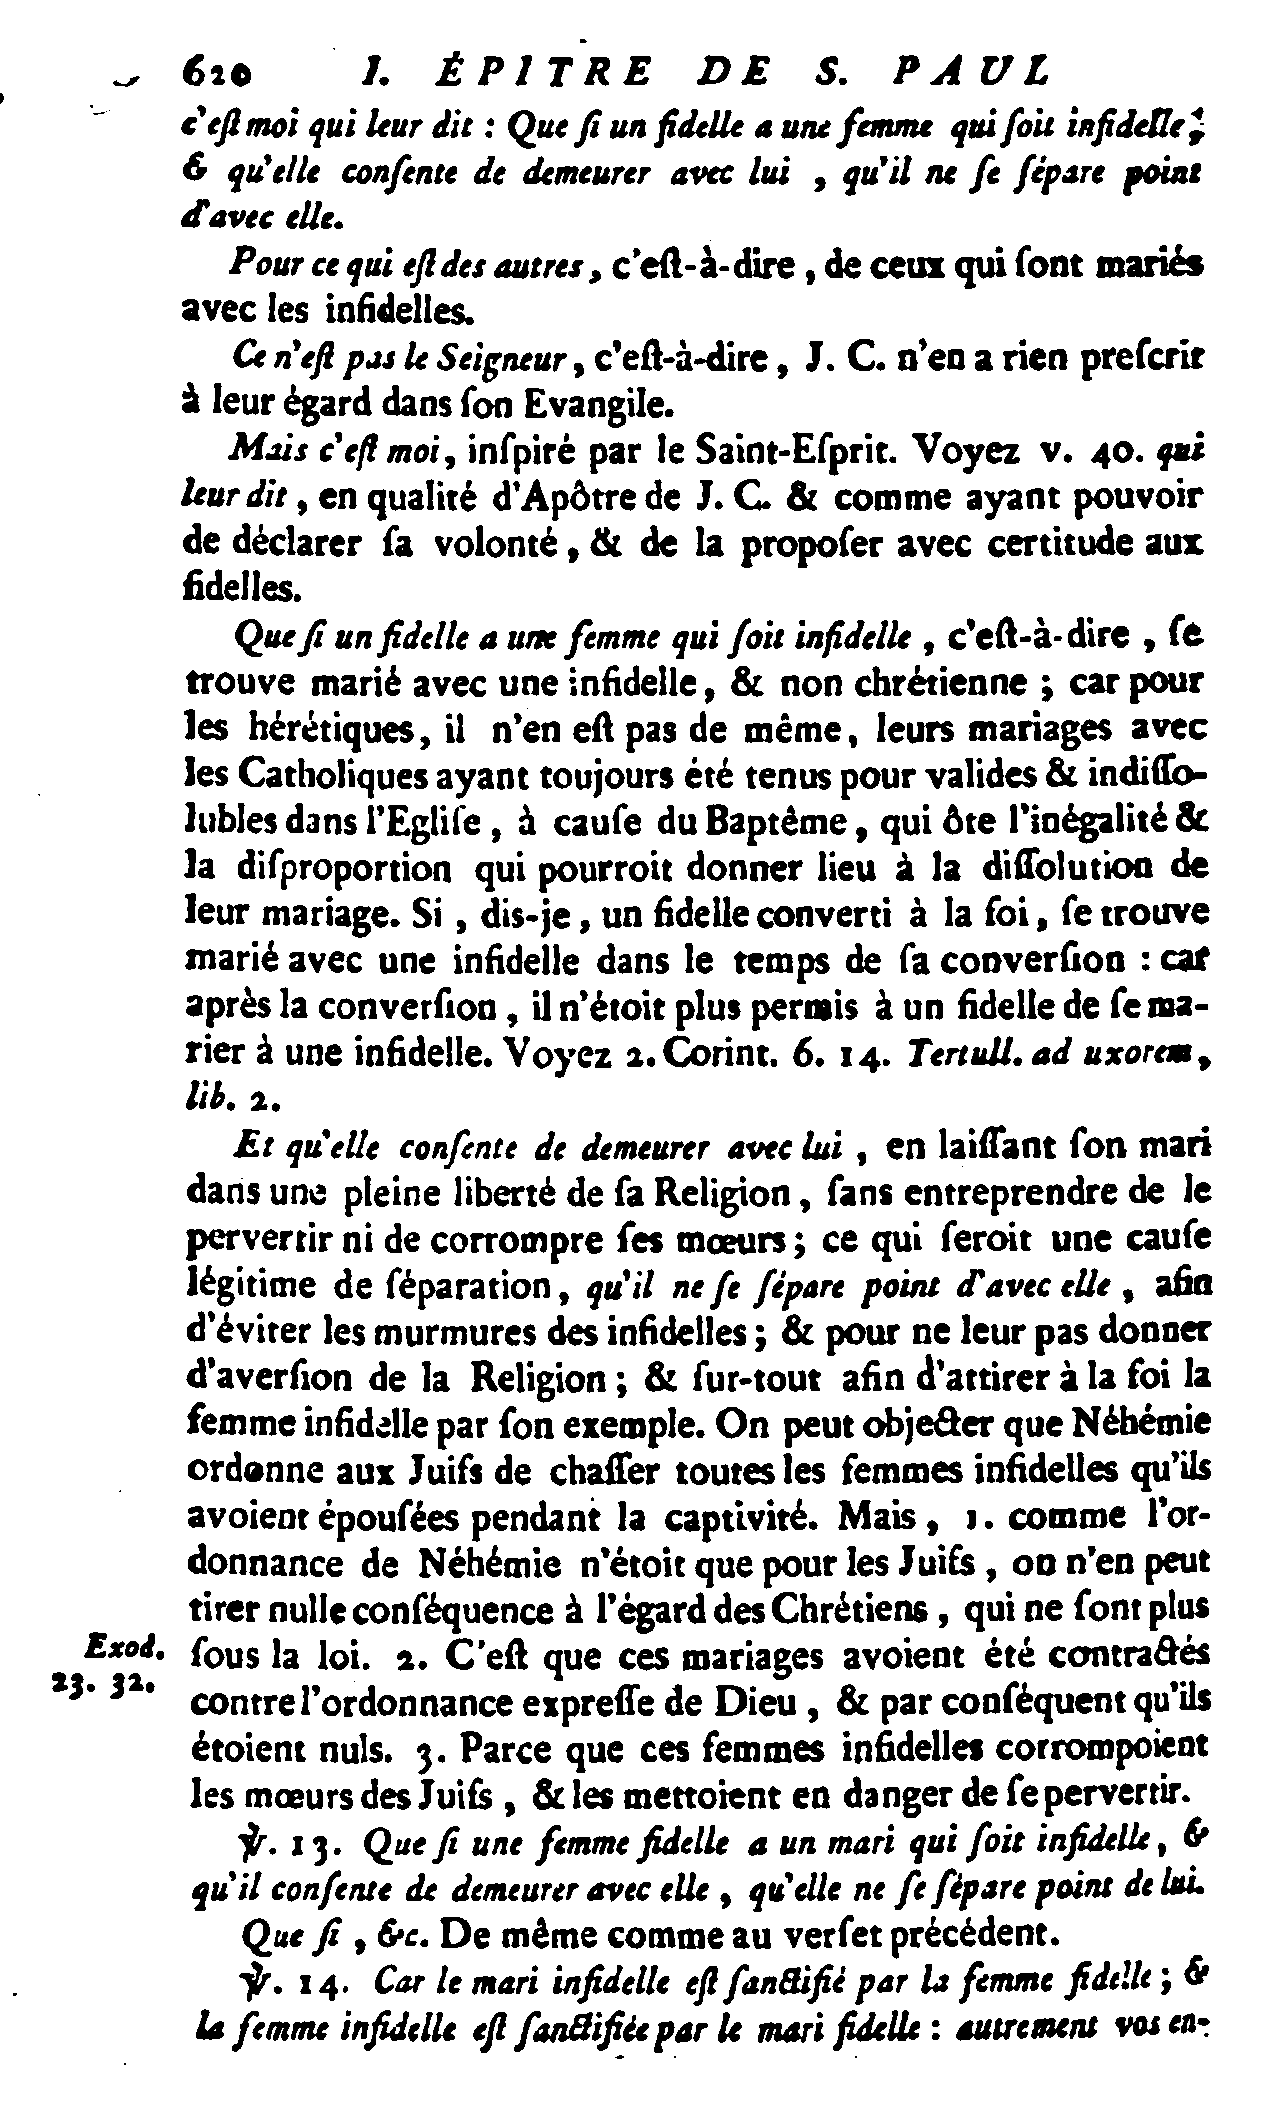 620 I. ÉPITRE DE S. PAUL
c'eſt moi qui leur dit : Que ſi un fidelle a une femme qui ſoit infidelle;
& qu'elle conſente de demeurer avec lui , qu'il ne ſe ſépare point
d'avec elle.
Pour ce qui eſt des autres, c'eſt-à-dire , de ceux qui ſont mariés
avec les infidelles.
Ce n'eſt pas le Seigneur, c'eſt-à-dire , J. C. n'en a rien preſcrit
à leur égard dans ſon Evangile.
Mais c'eſt moi, inſpiré par le Saint-Eſprit. Voyez v. 40. qui
leur dit , en qualité d'Apôtre de J. C. & comme ayant pouvoir
de déclarer ſa volonté, & de la propoſer avec certitude aux
fidelles.
Que ſi un fidelle a une femme qui ſoit infidelle , c'eſt-à-dire , ſe
trouve marié avec une infidelle, & non chrétienne ; car pour
les hérétiques, il n'en eſt pas de même, leurs mariages avec
les Catholiques ayant toujours été tenus pour valides & indiſſo-
lubles dans l'Egliſe , à cauſe du Baptême, qui ôte l'inégalité &
la diſproportion qui pourroit donner lieu à la diſſolution de
leur mariage. Si , dis-je , un fidelle converti à la foi, ſe trouve
marié avec une infidelle dans le temps de ſa converſion : car
après la converſion , il n'étoit plus permis à un fidelle de ſe ma-
rier à une infidelle. Voyez 2. Corint. 6. 14. Tertull. ad uxorem,
lib. 2.
Et qu'elle conſente de demeurer avec lui , en laiſſant ſon mari
dans une pleine liberté de ſa Religion , ſans entreprendre de le
pervertir ni de corrompre ſes mœurs ; ce qui ſeroit une cauſe
légitime de ſéparation, qu'il ne ſe ſépare point d'avec elle , afin
d'éviter les murmures des infidelles ; & pour ne leur pas donner
d'averſion de la Religion ; & ſur-tout afin d'attirer à la foi la
femme infidelle par ſon exemple. On peut objecter que Néhémie
ordonne aux Juifs de chaſſer toutes les femmes infidelles qu'ils
avoient épouſées pendant la captivité. Mais , 1. comme l'or-
donnance de Néhémie n'étoit que pour les Juifs , on n'en peut
tirer nulle conſéquence à l'égard des Chrétiens , qui ne ſont plus
Exod. ſous la loi. 2. C'eſt que ces mariages avoient été contractés
23. 32. contre l'ordonnance expreſſe de Dieu , & par conſéquent qu'ils
étoient nuls. 3. Parce que ces femmes infidelles corrompoient
les mœurs des Juifs , & les mettoient en danger de ſe pervertir.
℣. 13. Que ſi une femme fidelle a un mari qui ſoit infidelle, &
qu'il conſente de demeurer avec elle , qu'elle ne ſe ſépare point de lui.
Que ſi , &c. De même comme au verſet précédent.
℣. 14. Car le mari infidelle eſt ſanctifié par la femme fidelle ; &
la femme infidelle eſt ſanctifiée par le mari fidelle : autrement vos en-